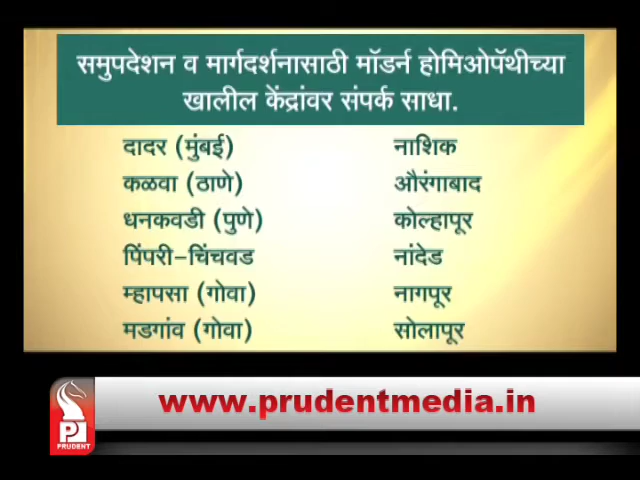 समुपदेशन व मार्गदर्शनासाठी मॉडर्न होमिओपॅथीच्या
खालील केंद्रांवर संपर्क साधा.
दादर (मुंबई) नाशिक
कळवा (ठाणे) औरंगाबाद
धनकवडी (पुणे) कोल्हापूर
पिंपरी-चिंचवड नांदेड
म्हापसा (गोवा) नागपूर
मडगांव (गोवा) सोलापूर
www.prudentmedia.in
PRUDENT